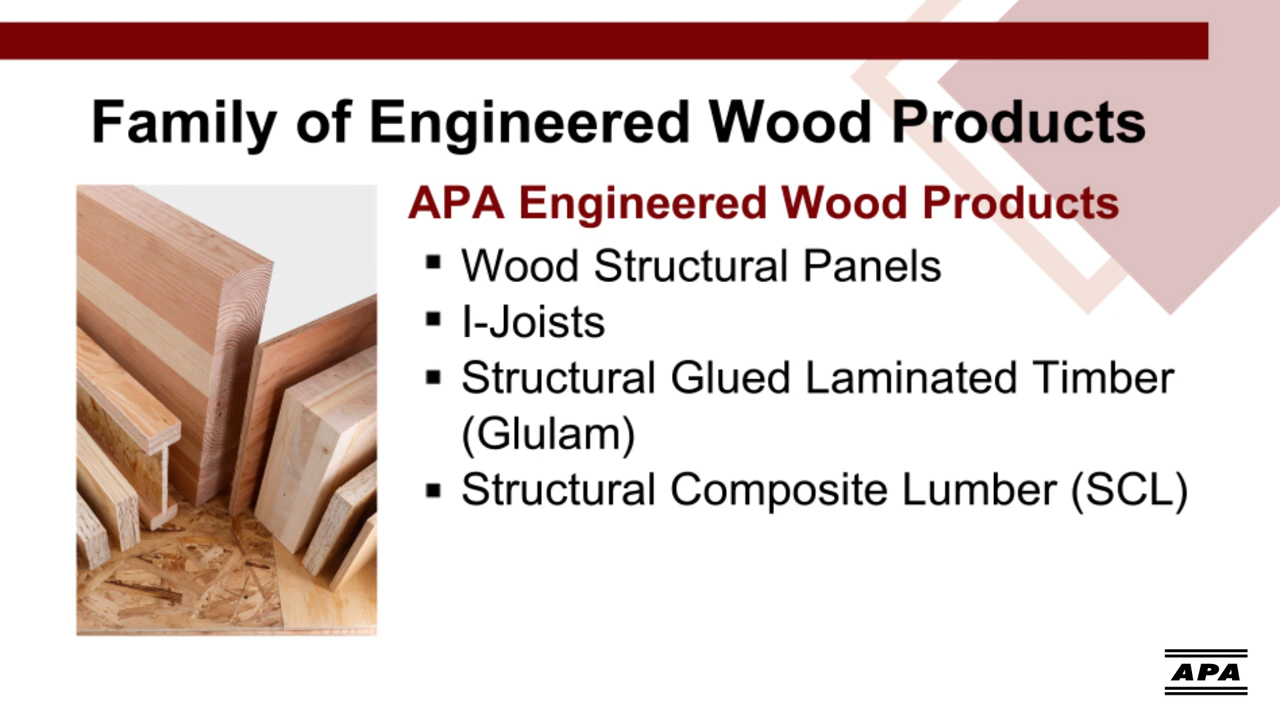 Family of Engineered Wood Products
APA Engineered Wood Products
▪ Wood Structural Panels
▪ I-Joists
▪ Structural Glued Laminated Timber
(Glulam)
▪ Structural Composite Lumber (SCL)
APA